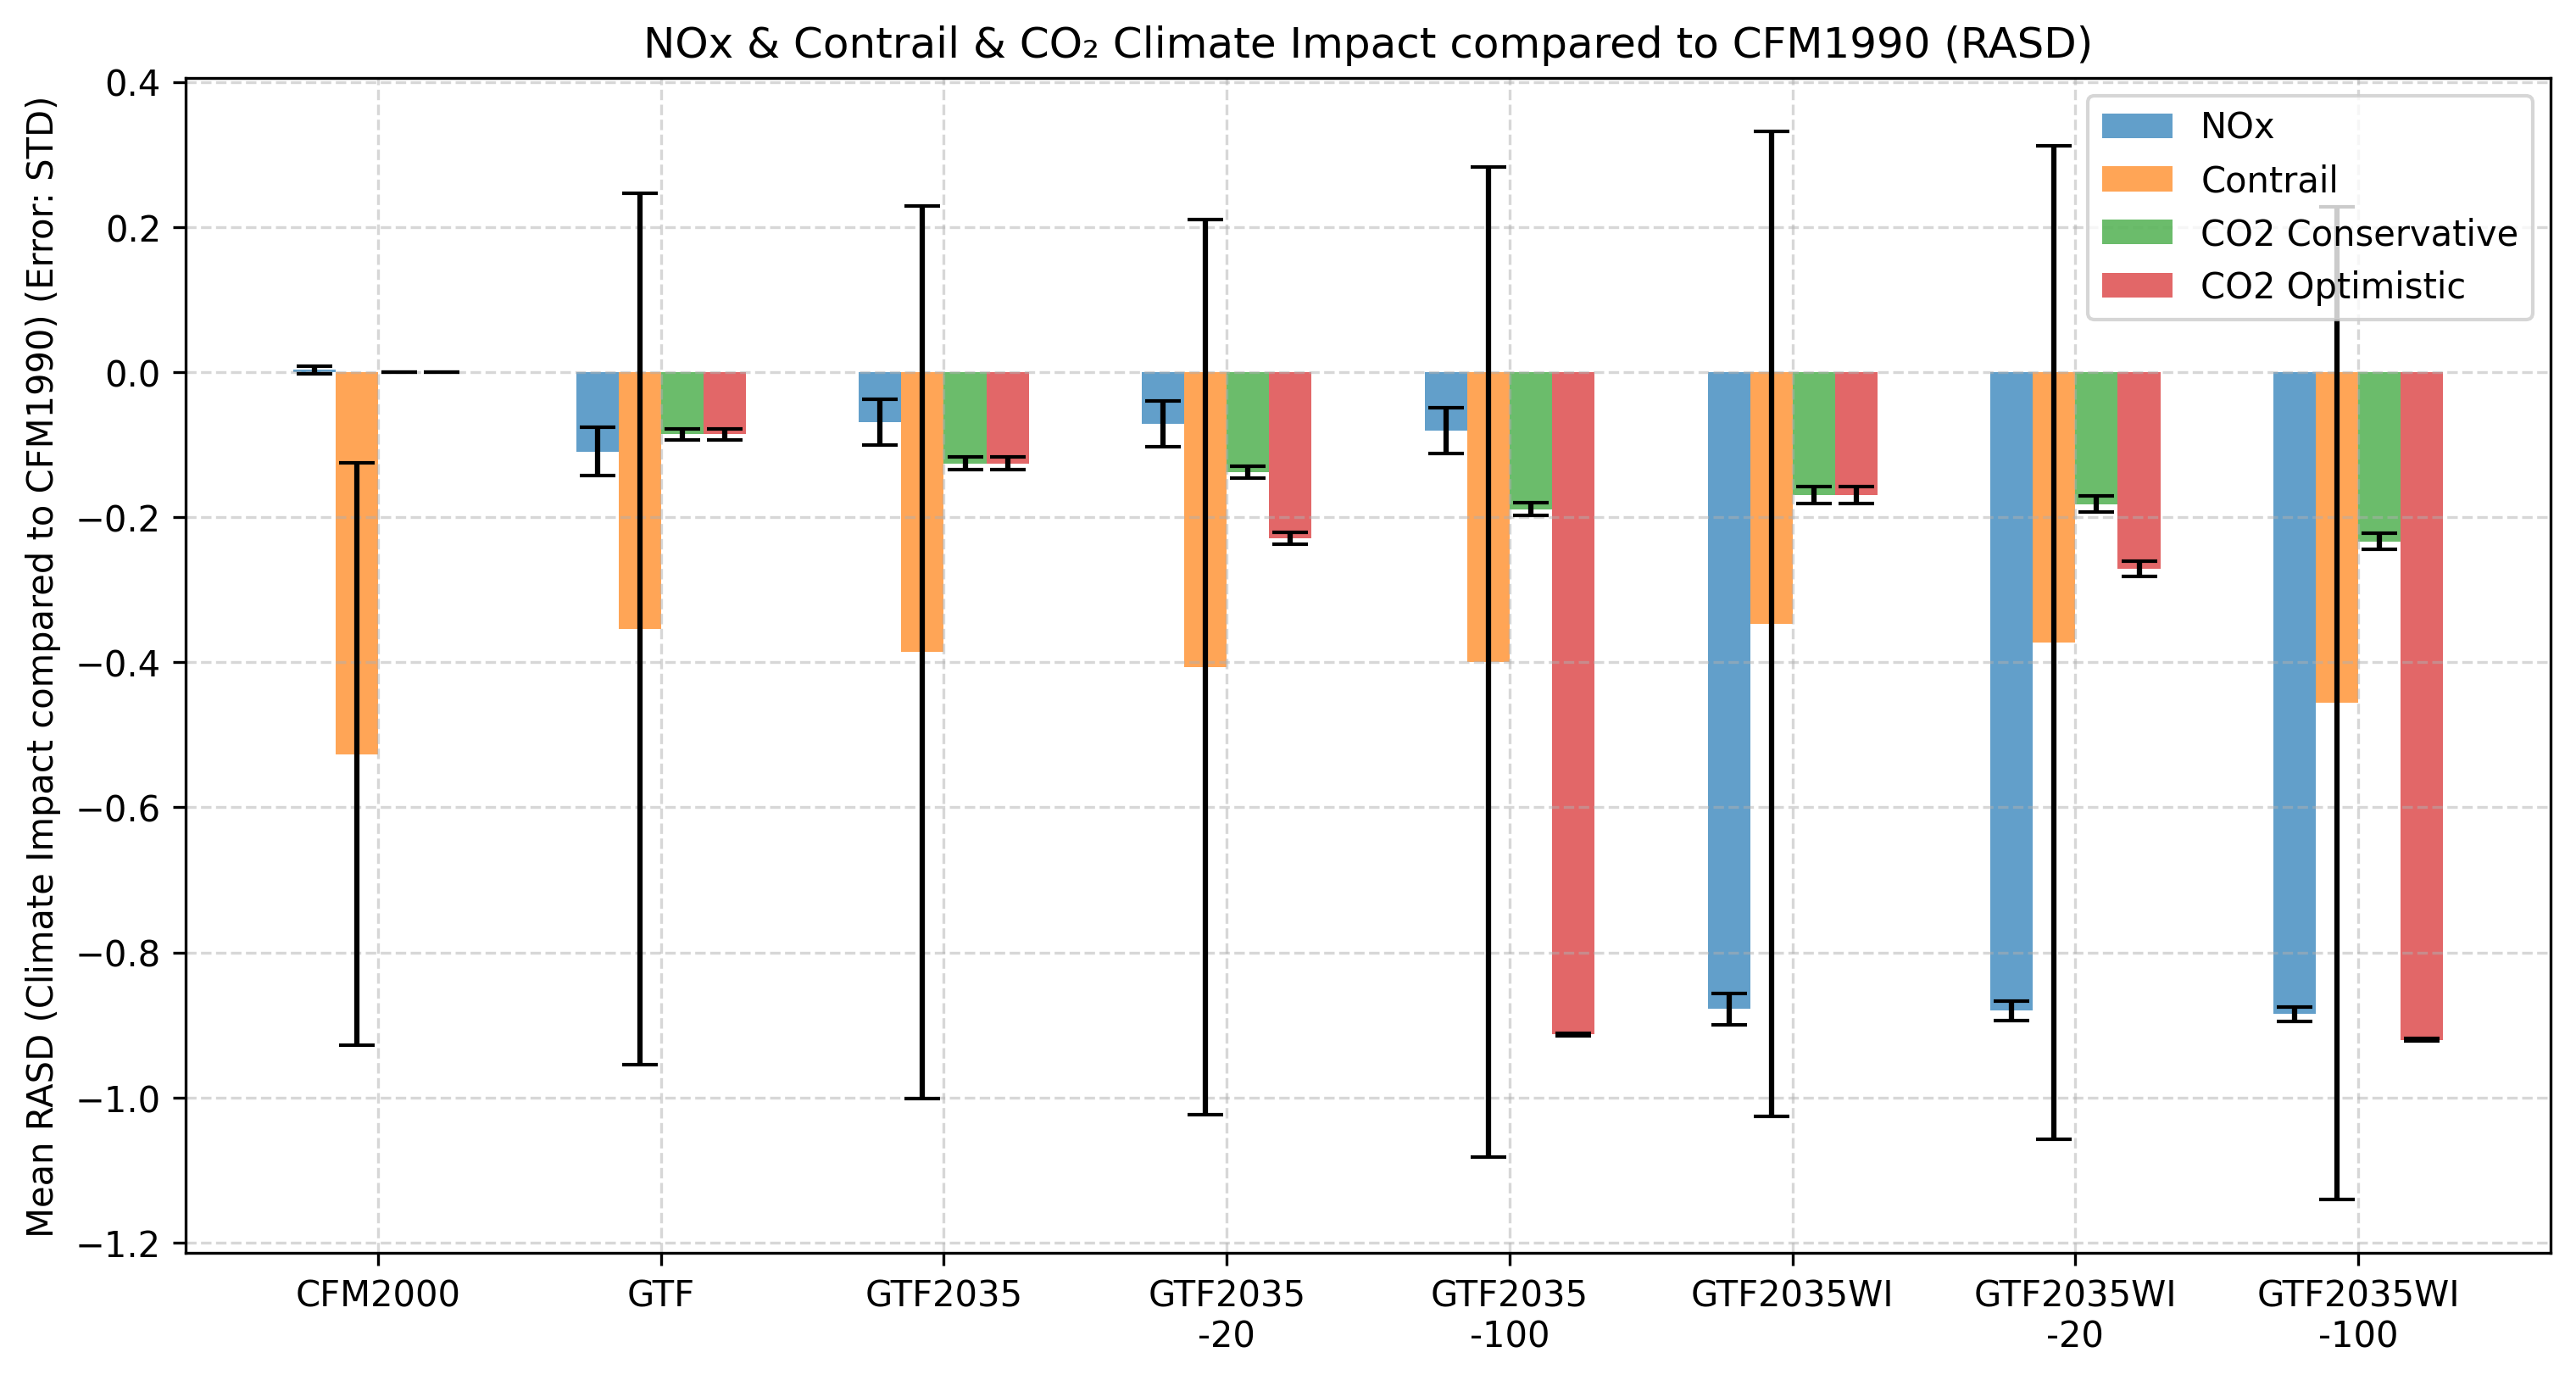 NOx & Contrail & CO₂ Climate Impact compared to CFM1990 (RASD)
Mean RASD (Climate Impact compared to CFM1990) (Error: STD)
0.4
0.2
0.0
−0.2
−0.4
−0.6
−0.8
−1.0
−1.2
NOx
Contrail
CO2 Conservative
CO2 Optimistic
CFM2000
GTF
GTF2035
GTF2035
-20
GTF2035
-100
GTF2035WI
GTF2035WI
-20
GTF2035WI
-100